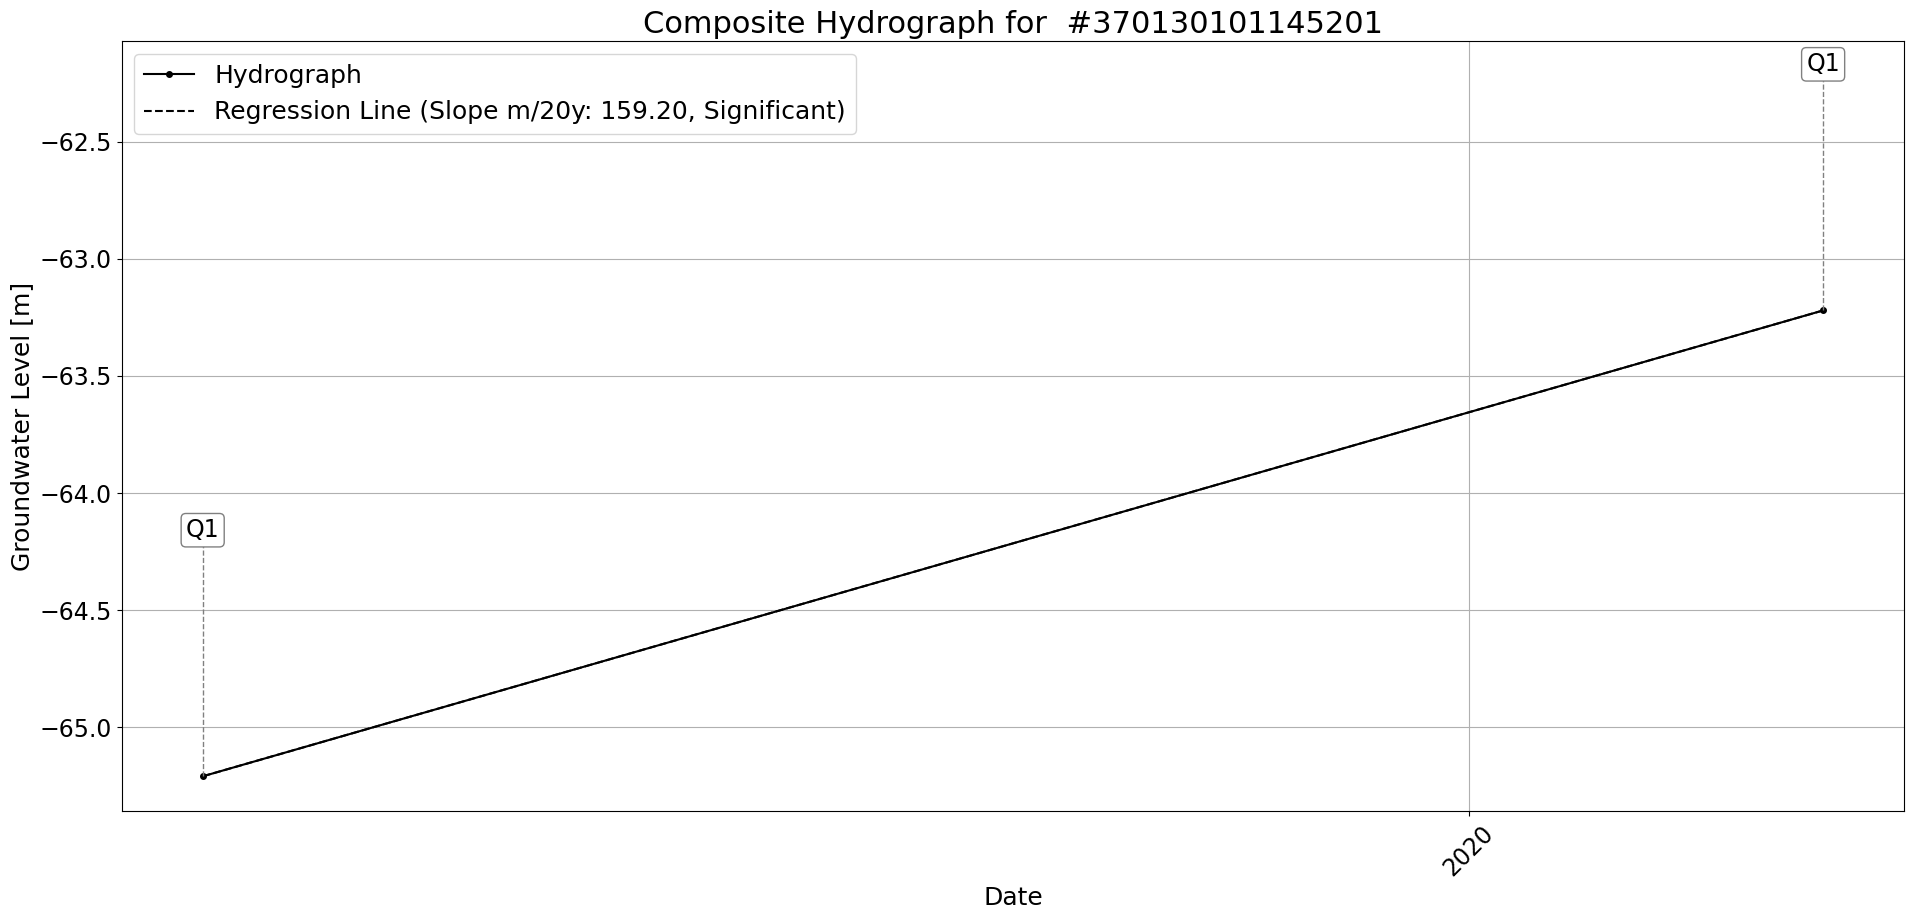 Composite Hydrograph for  #370130101145201
Hydrograph
Regression Line (Slope m/20y: 159.20, Significant)
Q1
Q1
Groundwater Level [m]
−62.5
−63.0
−63.5
−64.0
−64.5
−65.0
2020
Date